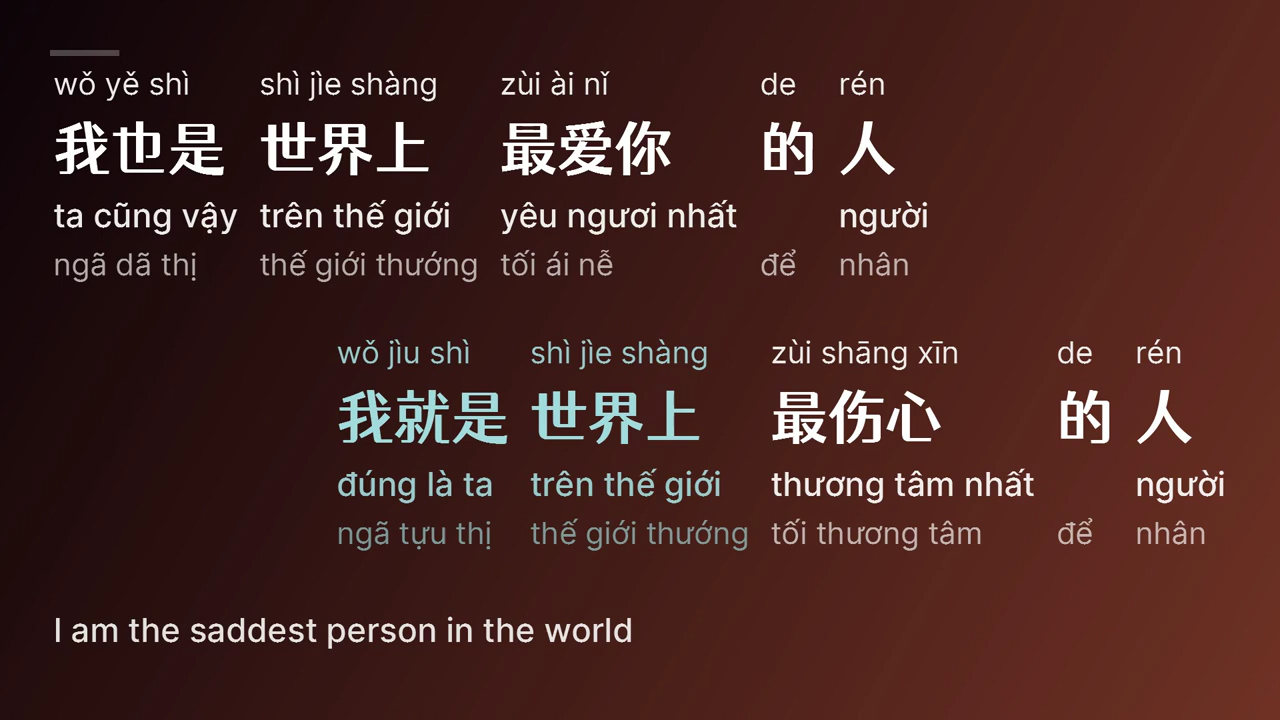 wǒ yě shì shì jìe shàng zùi ài nǐ de rén
我也是 世界上 最爱你 的 人
ta cũng vậy trên thế giới yêu ngươi nhất người
ngã dã thị thế giới thướng tối ái nễ để nhân
wǒ jìu shì shì jìe shàng zùi shāng xīn de rén
我就是 世界上 最伤心 的 人
đúng là ta trên thế giới thương tâm nhất người
ngã tựu thị thế giới thướng tối thương tâm để nhân
I am the saddest person in the world